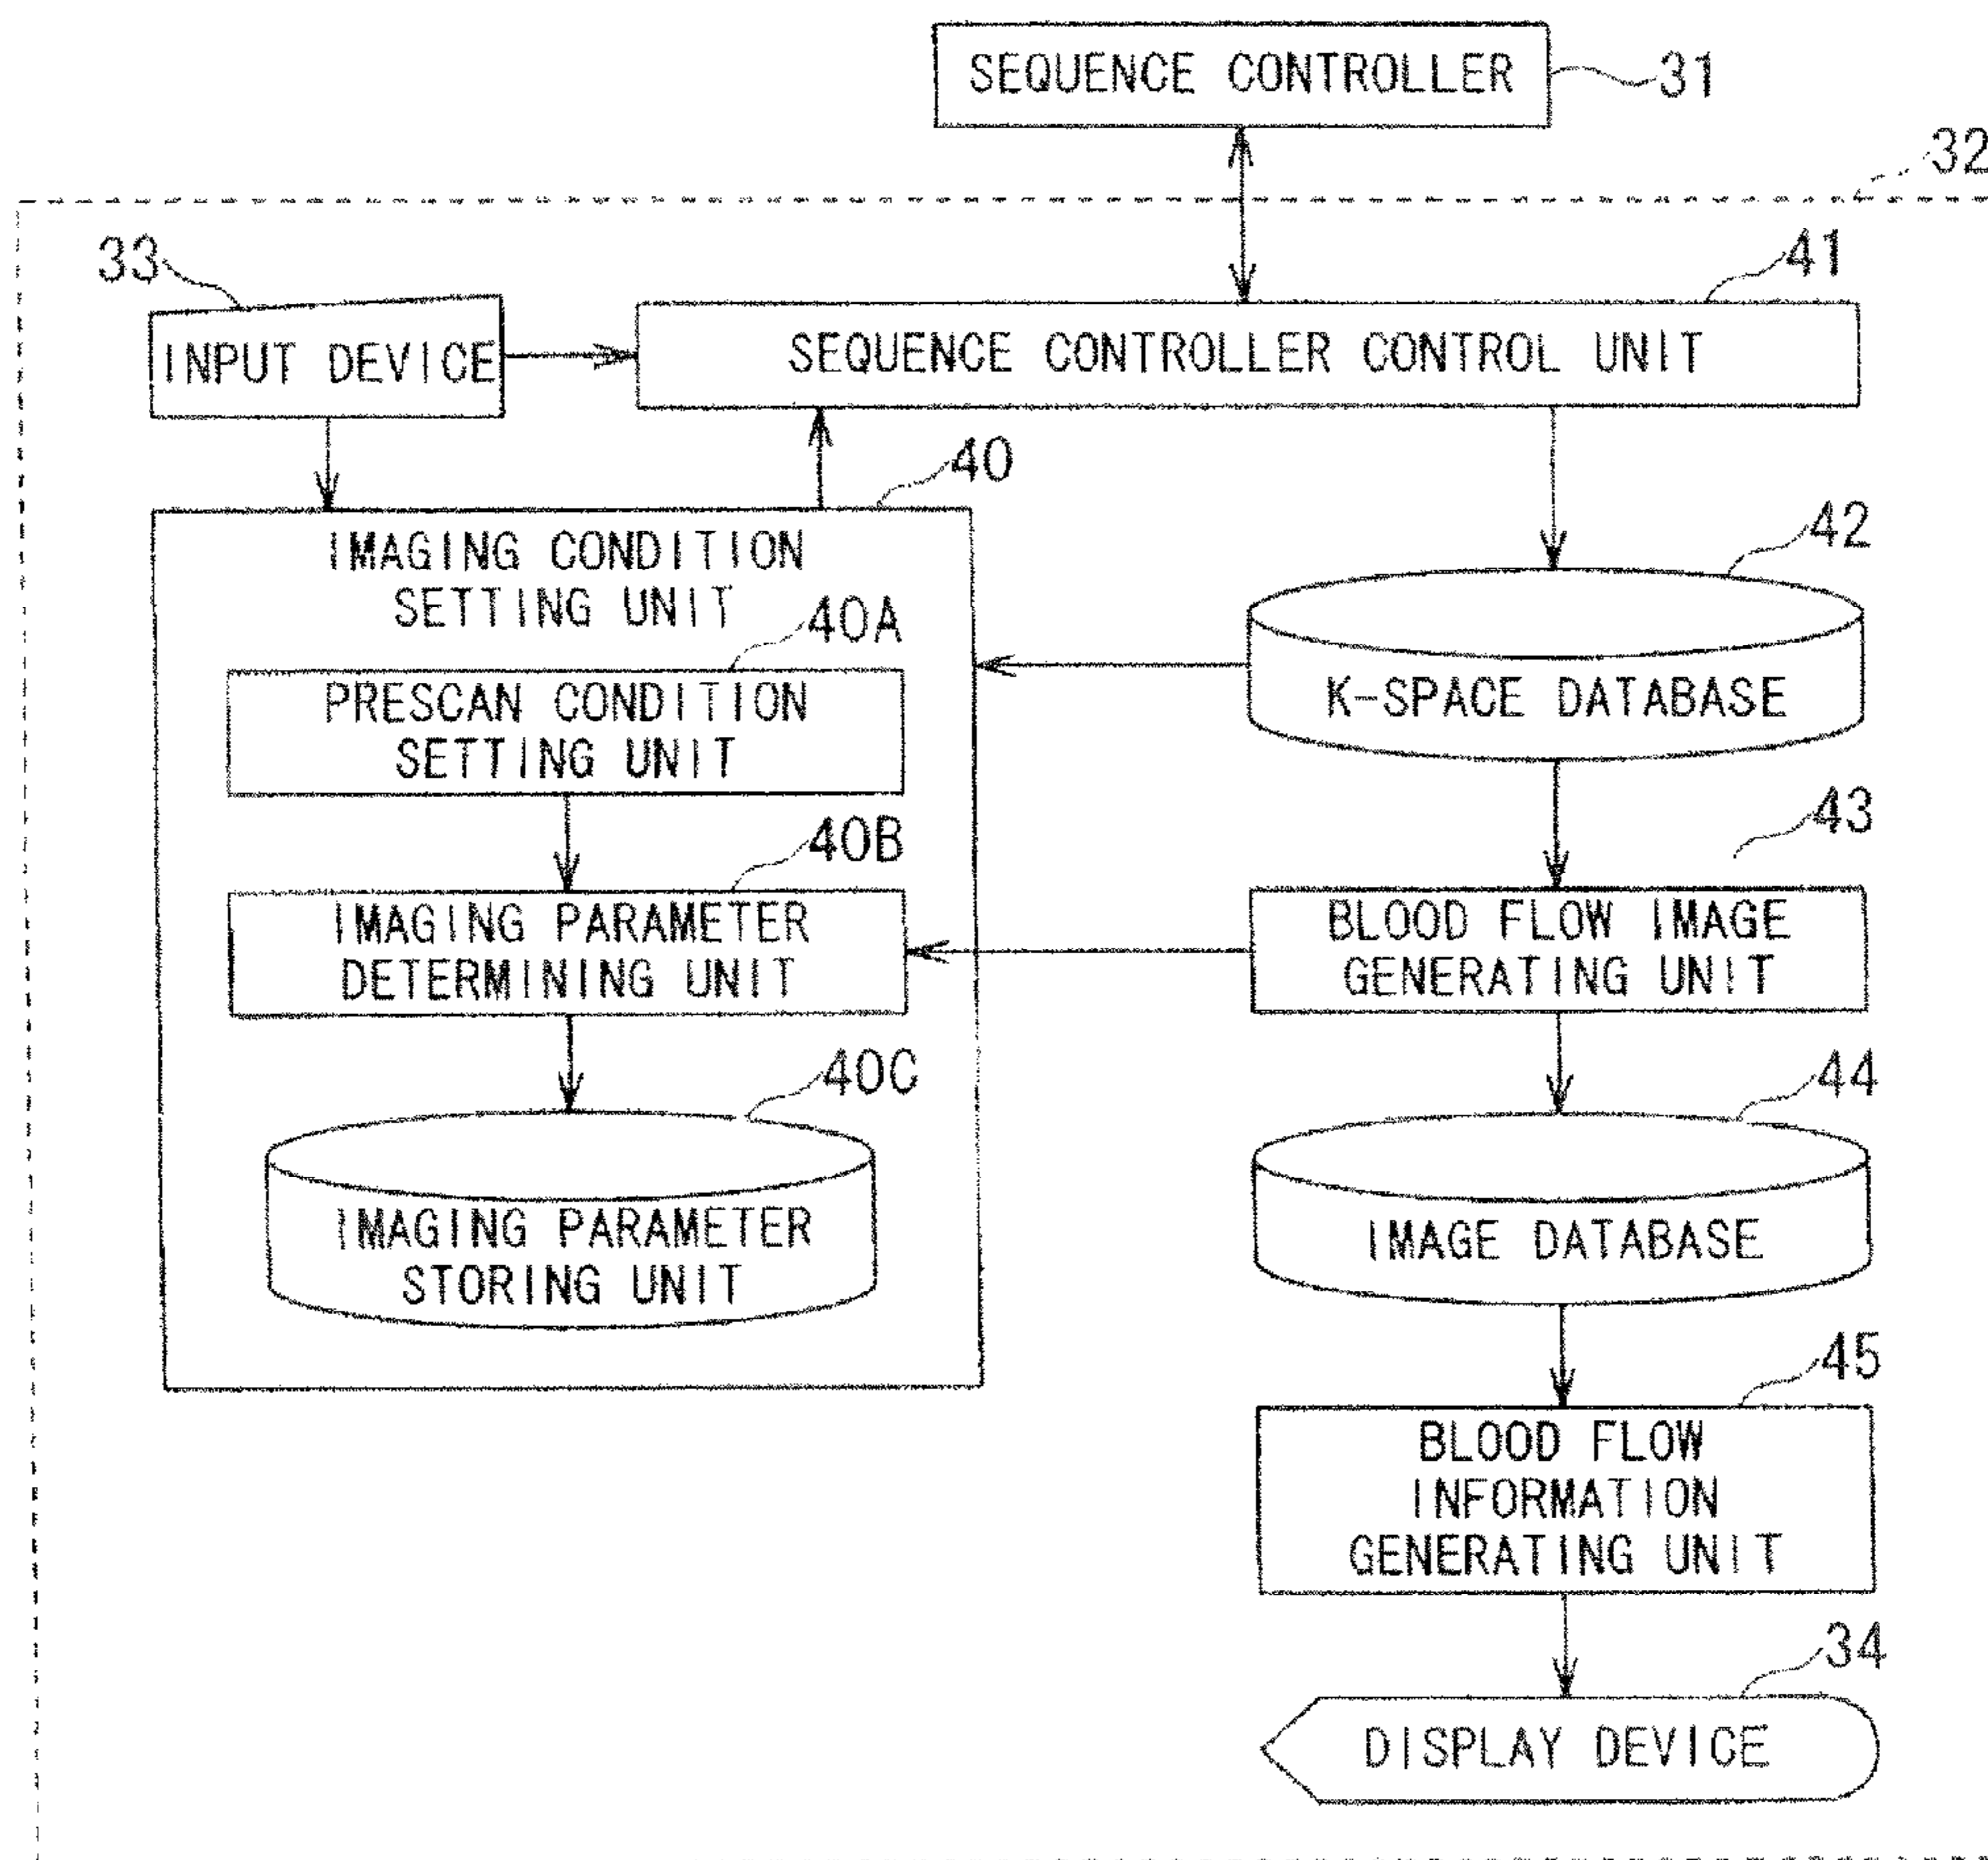 SEQUENCE CONTROLLER
31
32
33
41
INPUT DEVICE
SEQUENCE CONTROLLER CONTROL UNIT
40
IMAGING CONDITION
SETTING UNIT
42
40A
PRESCAN CONDITION
SETTING UNIT
K-SPACE DATABASE
43
40B
IMAGING PARAMETER
DETERMINING UNIT
BLOOD FLOW IMAGE
GENERATING UNIT
40C
44
IMAGING PARAMETER
STORING UNIT
IMAGE DATABASE
45
BLOOD FLOW
INFORMATION
GENERATING UNIT
34
DISPLAY DEVICE